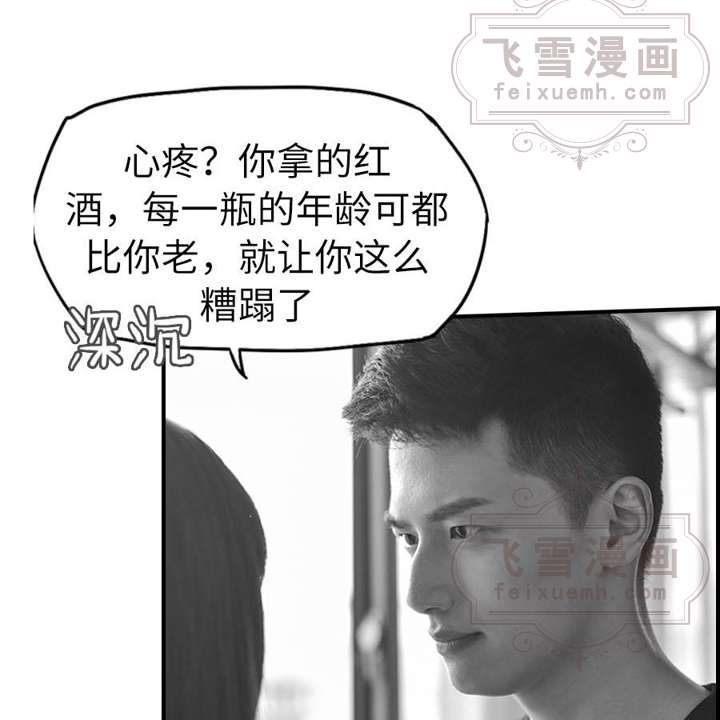 飞雪漫画
feixuemh.com
心疼？你拿的红
酒，每一瓶的年龄可都
比你老，就让你这么
糟蹋了
深沉
飞雪漫画
feixuemh.com